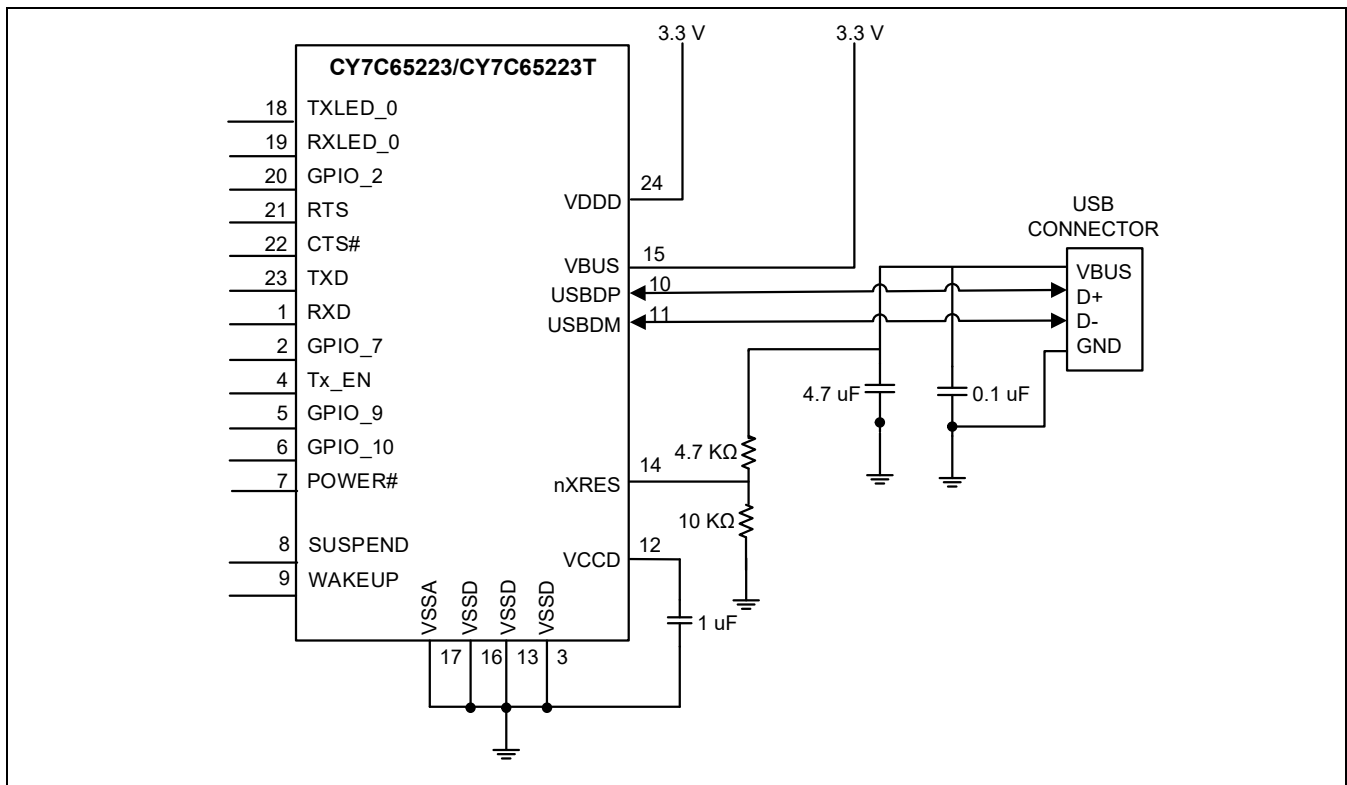 3.3 V
3.3 V
CY7C65223/CY7C65223T
18 TXLED_0
19 RXLED_0
20 GPIO_2
21 RTS
22 CTS#
23 TXD
1 RXD
2 GPIO_7
4 Tx_EN
5 GPIO_9
6 GPIO_10
7 POWER#
8 SUSPEND
9 WAKEUP
VDDD 24
VBUS 15
USBDP 10
USBDM 11
nXRES 14
VCCD 12
VSSA 17
VSSD 16
VSSD 13
VSSD 3
4.7 KΩ
10 KΩ
1 uF
4.7 uF
0.1 uF
USB
CONNECTOR
VBUS
D+
D-
GND